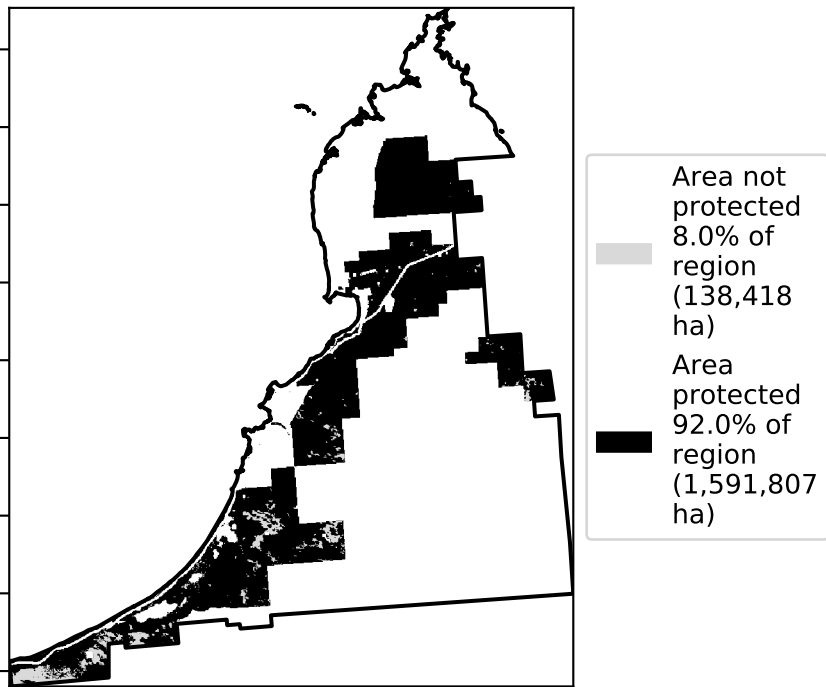 Area not
protected
8.0% of
region
(138,418
ha)
Area
protected
92.0% of
region
(1,591,807
ha)